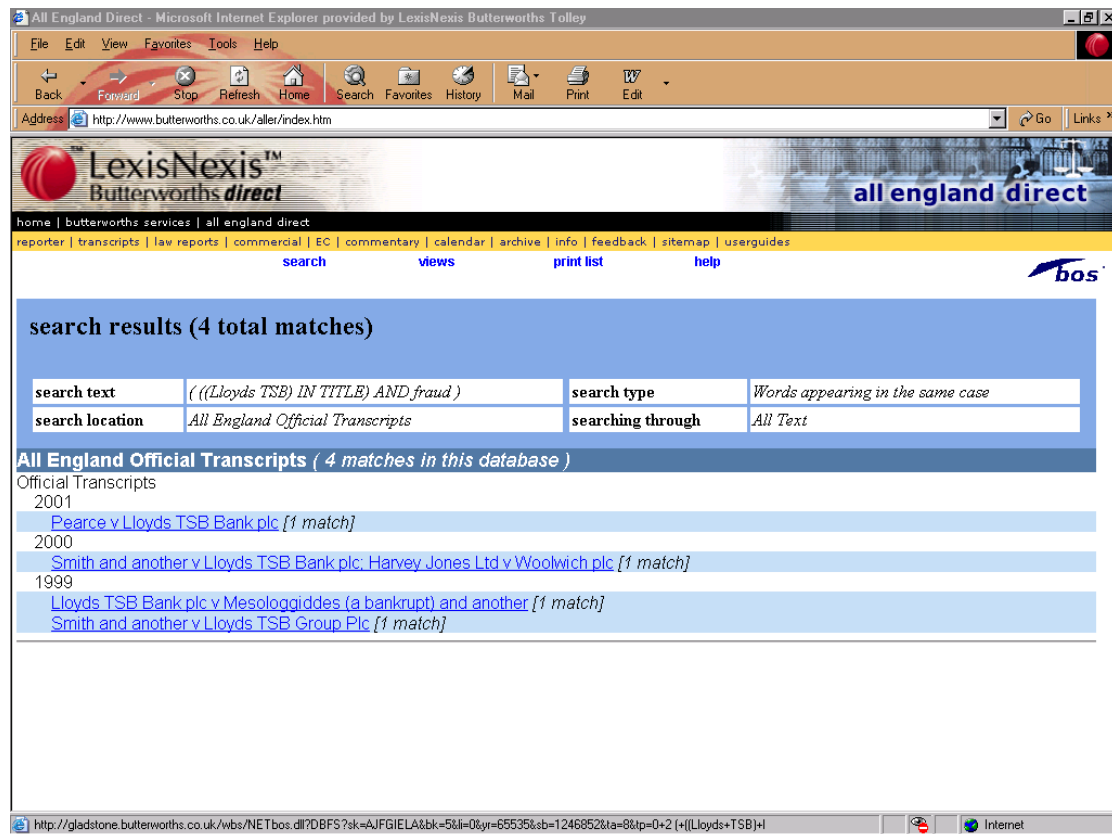 All England Direct - Microsoft Internet Explorer provided by LexisNexis Butterworths Tolley
File Edit View Favorites Tools Help
Back Forward Stop Refresh Home Search Favorites History Mail Print Edit
Address http://www.butterworths.co.uk/aller/index.htm Go Links »
LexisNexis™
Butterworths direct
all england direct
home | butterworths services | all england direct
reporter | transcripts | law reports | commercial | EC | commentary | calendar | archive | info | feedback | sitemap | userguides
search views print list help
bos
search results (4 total matches)
search text ( ((Lloyds TSB) IN TITLE) AND fraud ) search type Words appearing in the same case
search location All England Official Transcripts searching through All Text
All England Official Transcripts ( 4 matches in this database )
Official Transcripts
2001
Pearce v Lloyds TSB Bank plc [1 match]
2000
Smith and another v Lloyds TSB Bank plc; Harvey Jones Ltd v Woolwich plc [1 match]
1999
Lloyds TSB Bank plc v Mesologgiddes (a bankrupt) and another [1 match]
Smith and another v Lloyds TSB Group Plc [1 match]
http://gladstone.butterworths.co.uk/wbs/NETbos.dll?DBFS?sk=AJFGIELA&bk=5&li=0&yr=65535&sb=1246852&ta=8&tp=0+2 (+((Lloyds+TSB)+I Internet